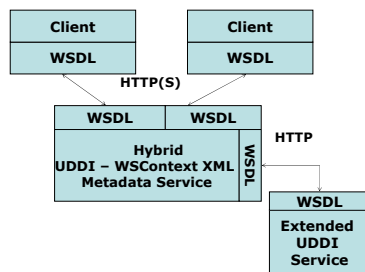 Client
Client
WSDL
WSDL
HTTP(S)
WSDL
WSDL
HTTP
Hybrid
UDDI – WSContext XML
Metadata Service
WSDL
WSDL
Extended
UDDI
Service